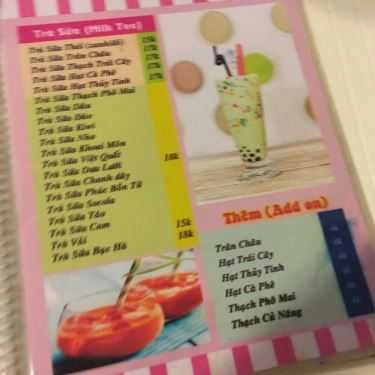 Trà Sữa (Milk Tea)
Trà Sữa Thái 15k
Trà Sữa Trân Châu 17k
Trà Sữa Thạch Trái Cây 17k
Trà Sữa Hạt Cà Phê 17k
Trà Sữa Hạt Thủy Tinh 17k
Trà Sữa Thạch Phô Mai
Trà Sữa Dâu
Trà Sữa Đào
Trà Sữa Kiwi
Trà Sữa Nho
Trà Sữa Khoai Môn
Trà Sữa Việt Quất 18k
Trà Sữa Dưa Lưới
Trà Sữa Chanh dây
Trà Sữa Phúc Bồn Tử
Trà Sữa Socola
Trà Sữa Táo
Trà Sữa Cam
Trà Vải 15k
Trà Sữa Bạc Hà 18k
Thêm (Add on)
Trân Châu
Hạt Trái Cây
Hạt Thủy Tinh
Hạt Cà Phê
Thạch Phô Mai
Thạch Củ Năng